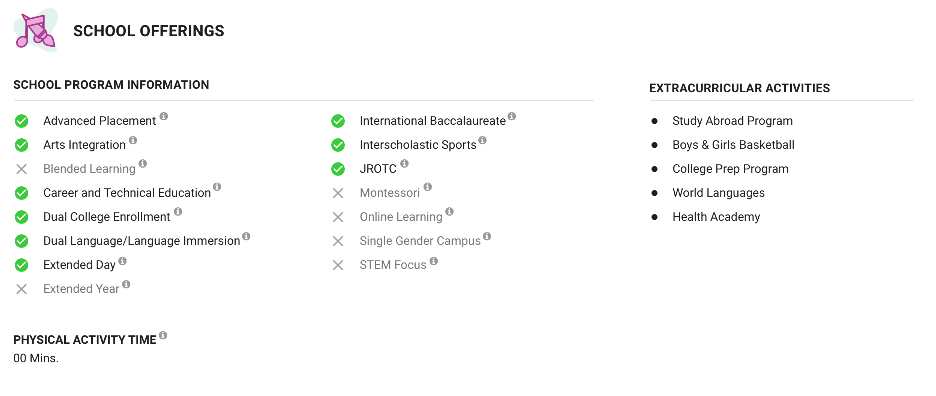 SCHOOL OFFERINGS
SCHOOL PROGRAM INFORMATION
Advanced Placement
Arts Integration
Blended Learning
Career and Technical Education
Dual College Enrollment
Dual Language/Language Immersion
Extended Day
Extended Year
International Baccalaureate
Interscholastic Sports
JROTC
Montessori
Online Learning
Single Gender Campus
STEM Focus
EXTRACURRICULAR ACTIVITIES
Study Abroad Program
Boys & Girls Basketball
College Prep Program
World Languages
Health Academy
PHYSICAL ACTIVITY TIME
00 Mins.